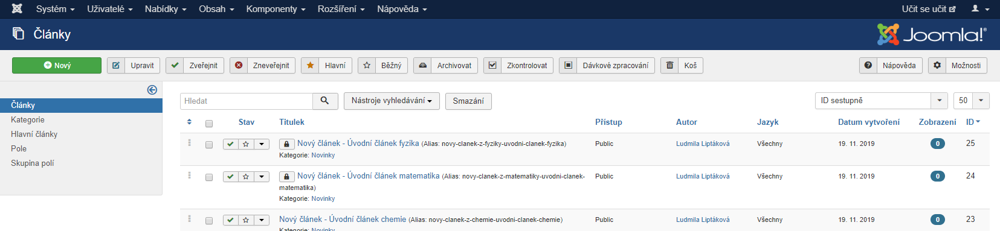 Systém Uživatelé Nabídky Obsah Komponenty Rozšíření Nápověda Učit se učit
Články Joomla!®
Nový Upravit Zveřejnit Zneveřejnit Hlavní Běžný Archivovat Zkontrolovat Dávkové zpracování Koš Nápověda Možnosti
Články
Kategorie
Hlavní články
Pole
Skupina polí
Hledat Nástroje vyhledávání Smazání ID sestupně 50
Stav Titulek Přístup Autor Jazyk Datum vytvoření Zobrazení ID
Nový článek - Úvodní článek fyzika (Alias: novy-clanek-z-fyziky-uvodni-clanek-fyzika) Public Ludmila Liptáková Všechny 19. 11. 2019 0 25
Kategorie: Novinky
Nový článek - Úvodní článek matematika (Alias: novy-clanek-z-matematiky-uvodni-clanek- Public Ludmila Liptáková Všechny 19. 11. 2019 0 24
matematika)
Kategorie: Novinky
Nový článek - Úvodní článek chemie (Alias: novy-clanek-z-chemie-uvodni-clanek-chemie) Public Ludmila Liptáková Všechny 19. 11. 2019 0 23
Kategorie: Novinky